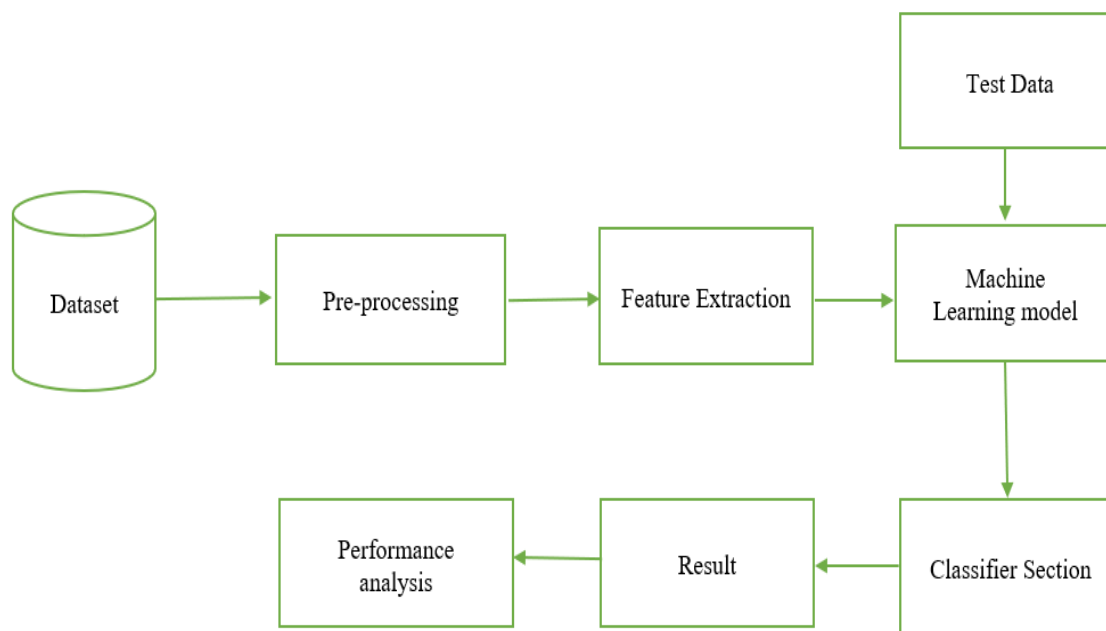 Test Data
Dataset
Pre-processing
Feature Extraction
Machine
Learning model
Performance
analysis
Result
Classifier Section